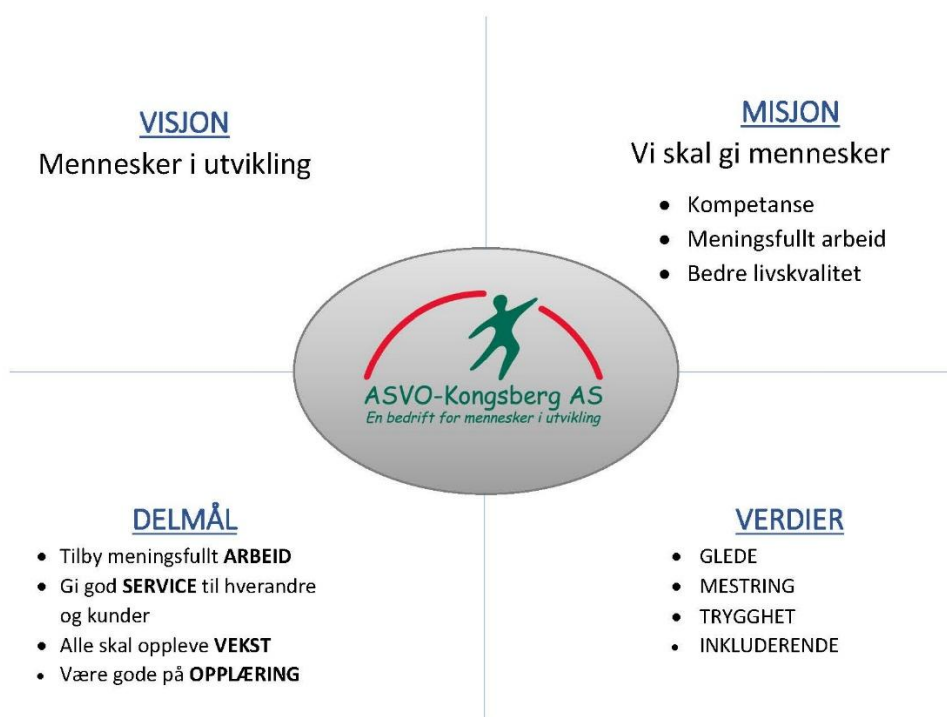 VISJON
Mennesker i utvikling
MISJON
Vi skal gi mennesker
• Kompetanse
• Meningsfullt arbeid
• Bedre livskvalitet
ASVO-Kongsberg AS
En bedrift for mennesker i utvikling
DELMÅL
• Tilby meningsfullt ARBEID
• Gi god SERVICE til hverandre
og kunder
• Alle skal oppleve VEKST
• Være gode på OPPLÆRING
VERDIER
• GLEDE
• MESTRING
• TRYGGHET
• INKLUDERENDE